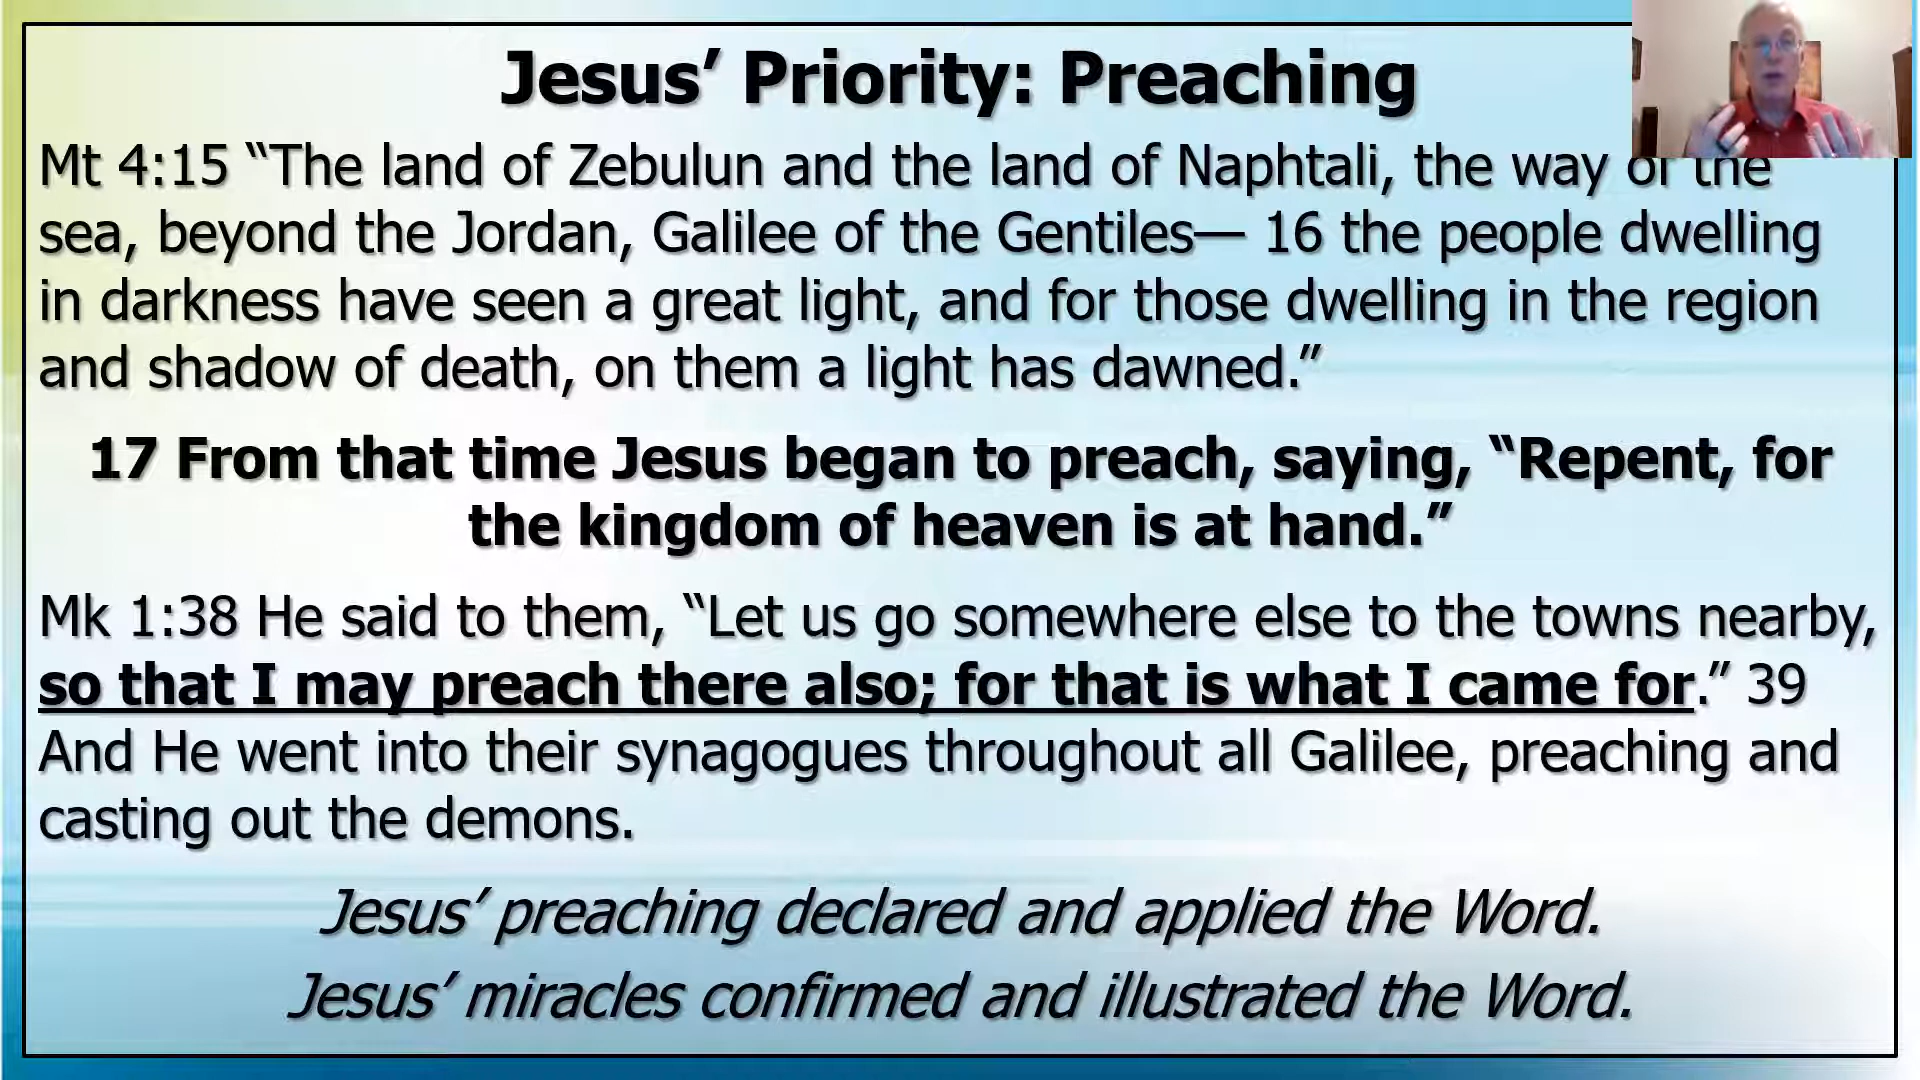 Jesus’ Priority: Preaching
Mt 4:15 “The land of Zebulun and the land of Naphtali, the way of the
sea, beyond the Jordan, Galilee of the Gentiles— 16 the people dwelling
in darkness have seen a great light, and for those dwelling in the region
and shadow of death, on them a light has dawned.”
17 From that time Jesus began to preach, saying, “Repent, for
the kingdom of heaven is at hand.”
Mk 1:38 He said to them, “Let us go somewhere else to the towns nearby,
so that I may preach there also; for that is what I came for.” 39
And He went into their synagogues throughout all Galilee, preaching and
casting out the demons.
Jesus’ preaching declared and applied the Word.
Jesus’ miracles confirmed and illustrated the Word.